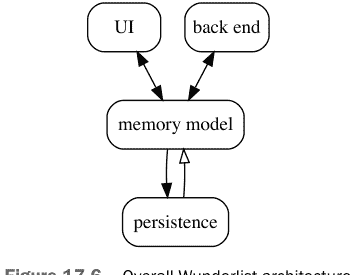 UI
back end
memory model
persistence
Figure 17.6 Overall Wunderlist architecture